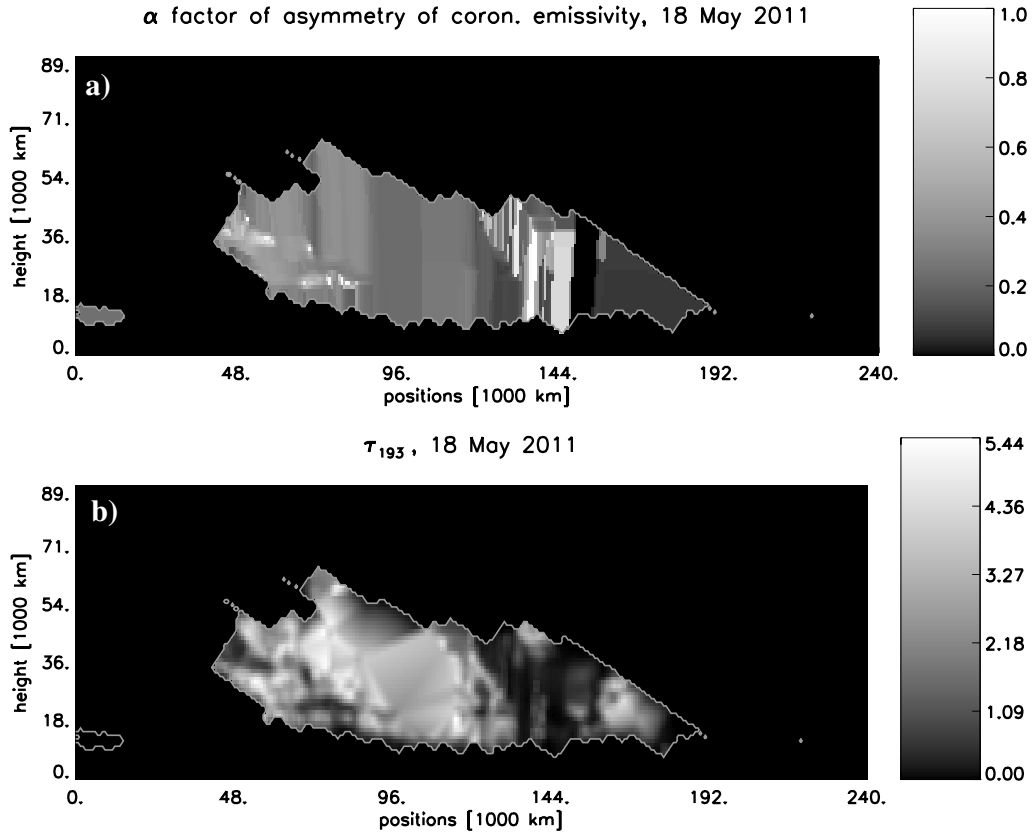 α factor of asymmetry of coron. emissivity, 18 May 2011
a)
height [1000 km]
89.
71.
54.
36.
18.
0.
0. 48. 96. 144. 192. 240.
positions [1000 km]
1.0
0.8
0.6
0.4
0.2
0.0
τ193, 18 May 2011
b)
height [1000 km]
89.
71.
54.
36.
18.
0.
0. 48. 96. 144. 192. 240.
positions [1000 km]
5.44
4.36
3.27
2.18
1.09
0.00